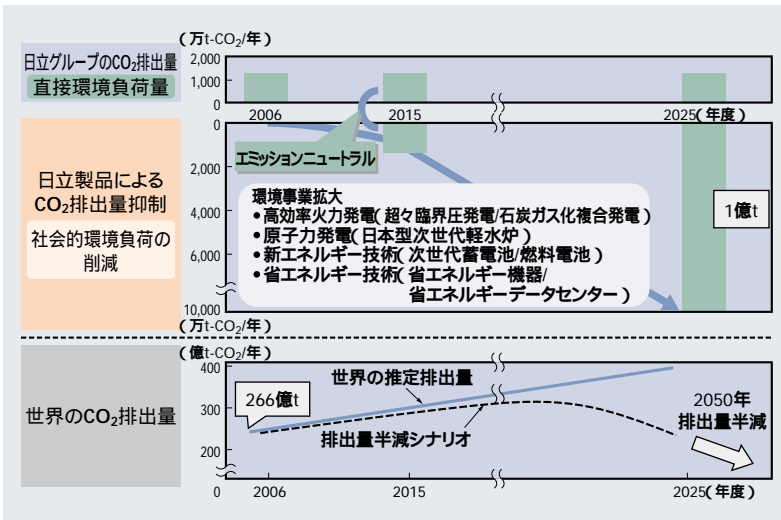 (万t-CO₂/年)
日立グループのCO₂排出量
直接環境負荷量
2,000
1,000
0
2006
2015
2025(年度)
日立製品による
CO₂排出量抑制
社会的環境負荷の
削減
0
2,000
4,000
6,000
10,000
(万t-CO₂/年)
エミッションニュートラル
環境事業拡大
•高効率火力発電(超々臨界圧発電/石炭ガス化複合発電)
•原子力発電(日本型次世代軽水炉)
•新エネルギー技術(次世代蓄電池/燃料電池)
•省エネルギー技術(省エネルギー機器/
省エネルギーデータセンター)
1億t
(億t-CO₂/年)
世界のCO₂排出量
400
300
200
0
266億t
世界の推定排出量
排出量半減シナリオ
2050年
排出量半減
2006
2015
2025(年度)